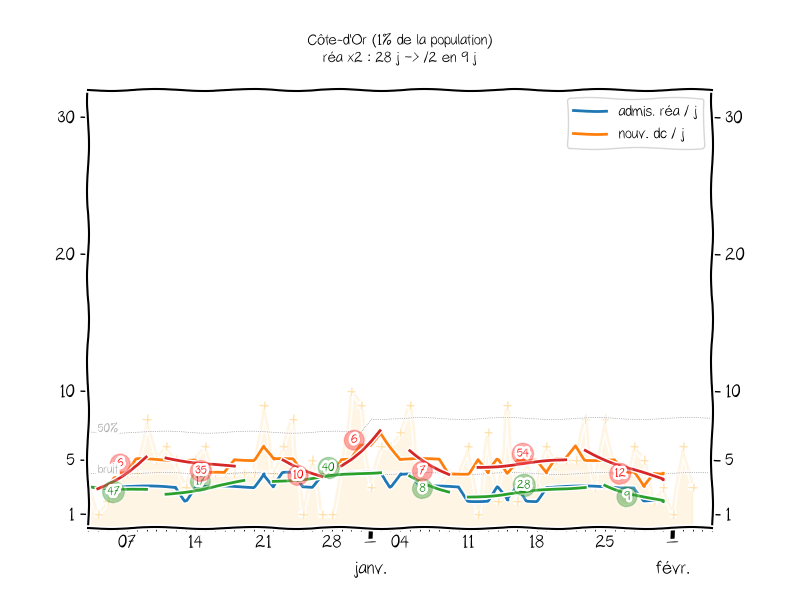 Côte-d'Or (1% de la population)
réa x2 : 28 j -> /2 en 9 j
admis. réa / j
nouv. dc / j
30 30
20 20
10 10
50%
5 5
bruit
1 1
6 47 35 17 10 40 6 7 8 54 28 12 9
07 14 21 28 04 11 18 25
janv. févr.